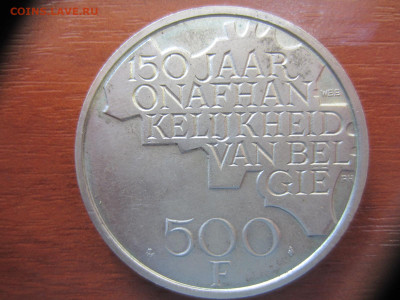 COINS.LAVE.RU
150 JAAR
ONAFHAN
KELIJKHEID
VAN BEL
GIE
500
F